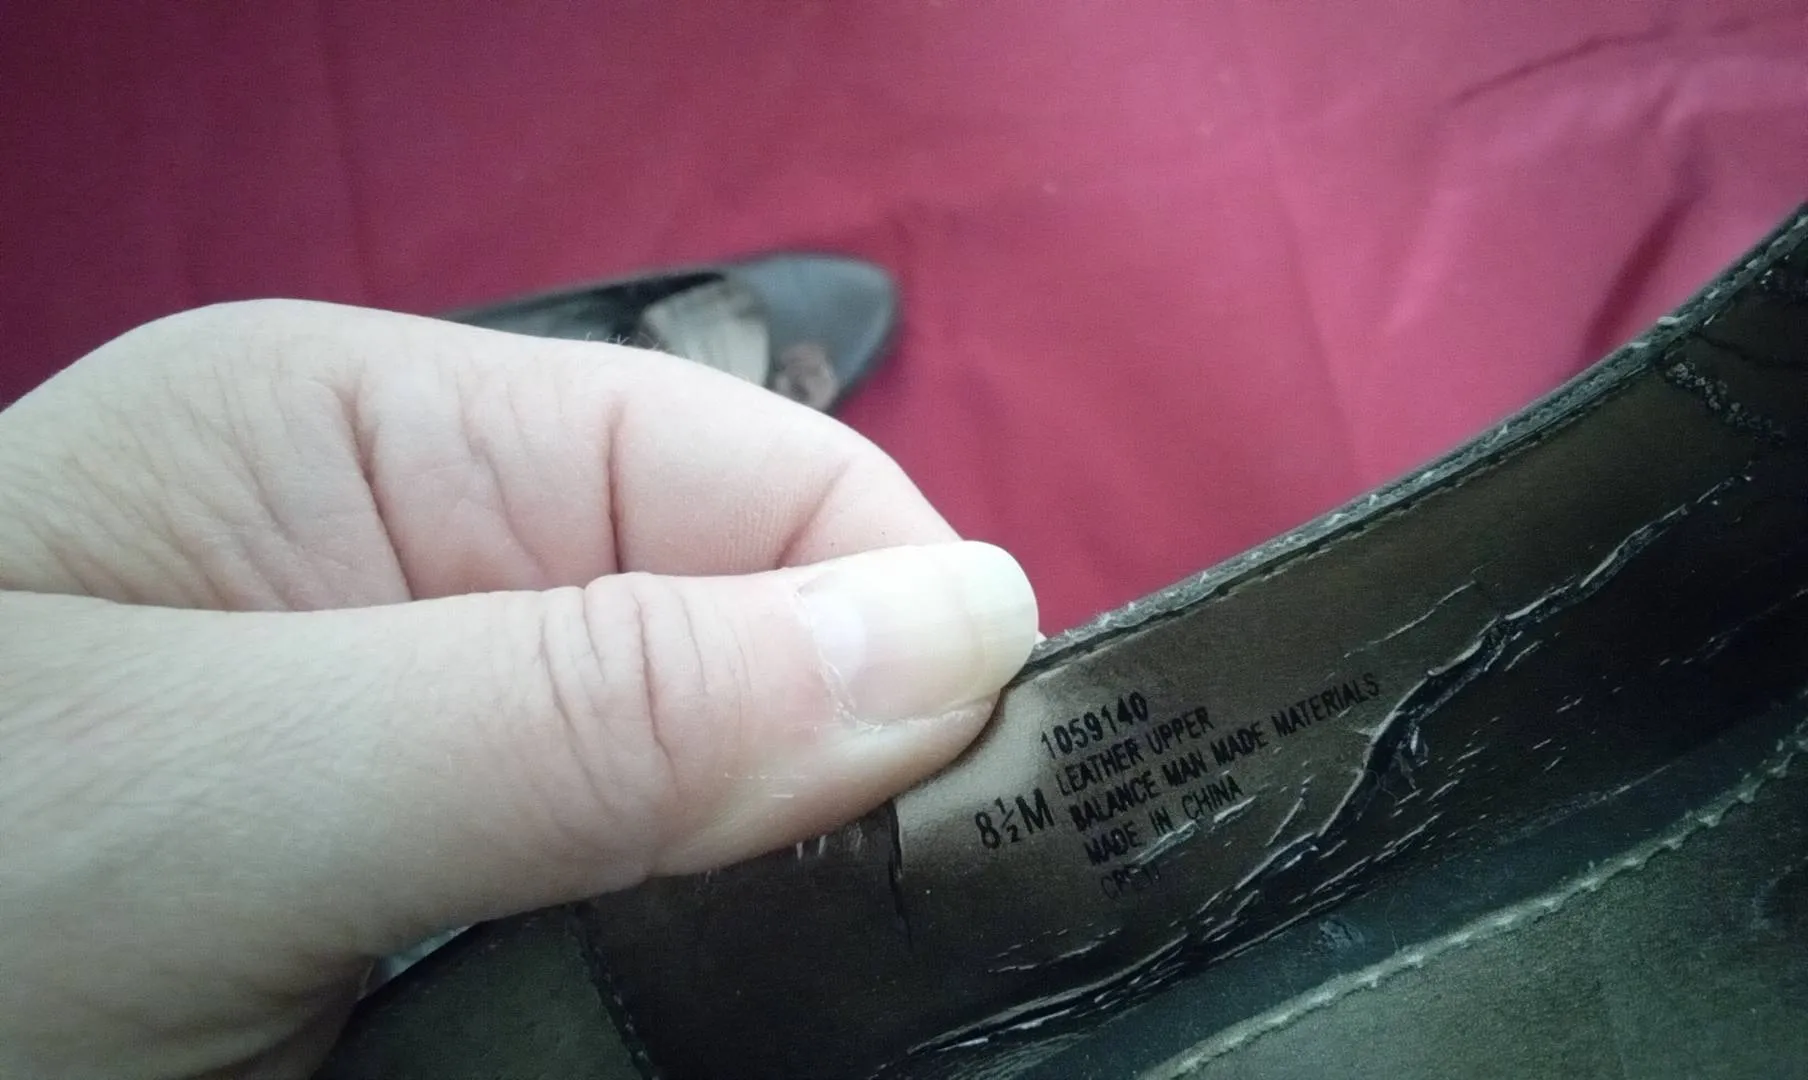 1059140
LEATHER UPPER
BALANCE MAN MADE MATERIALS
8½M
MADE IN CHINA